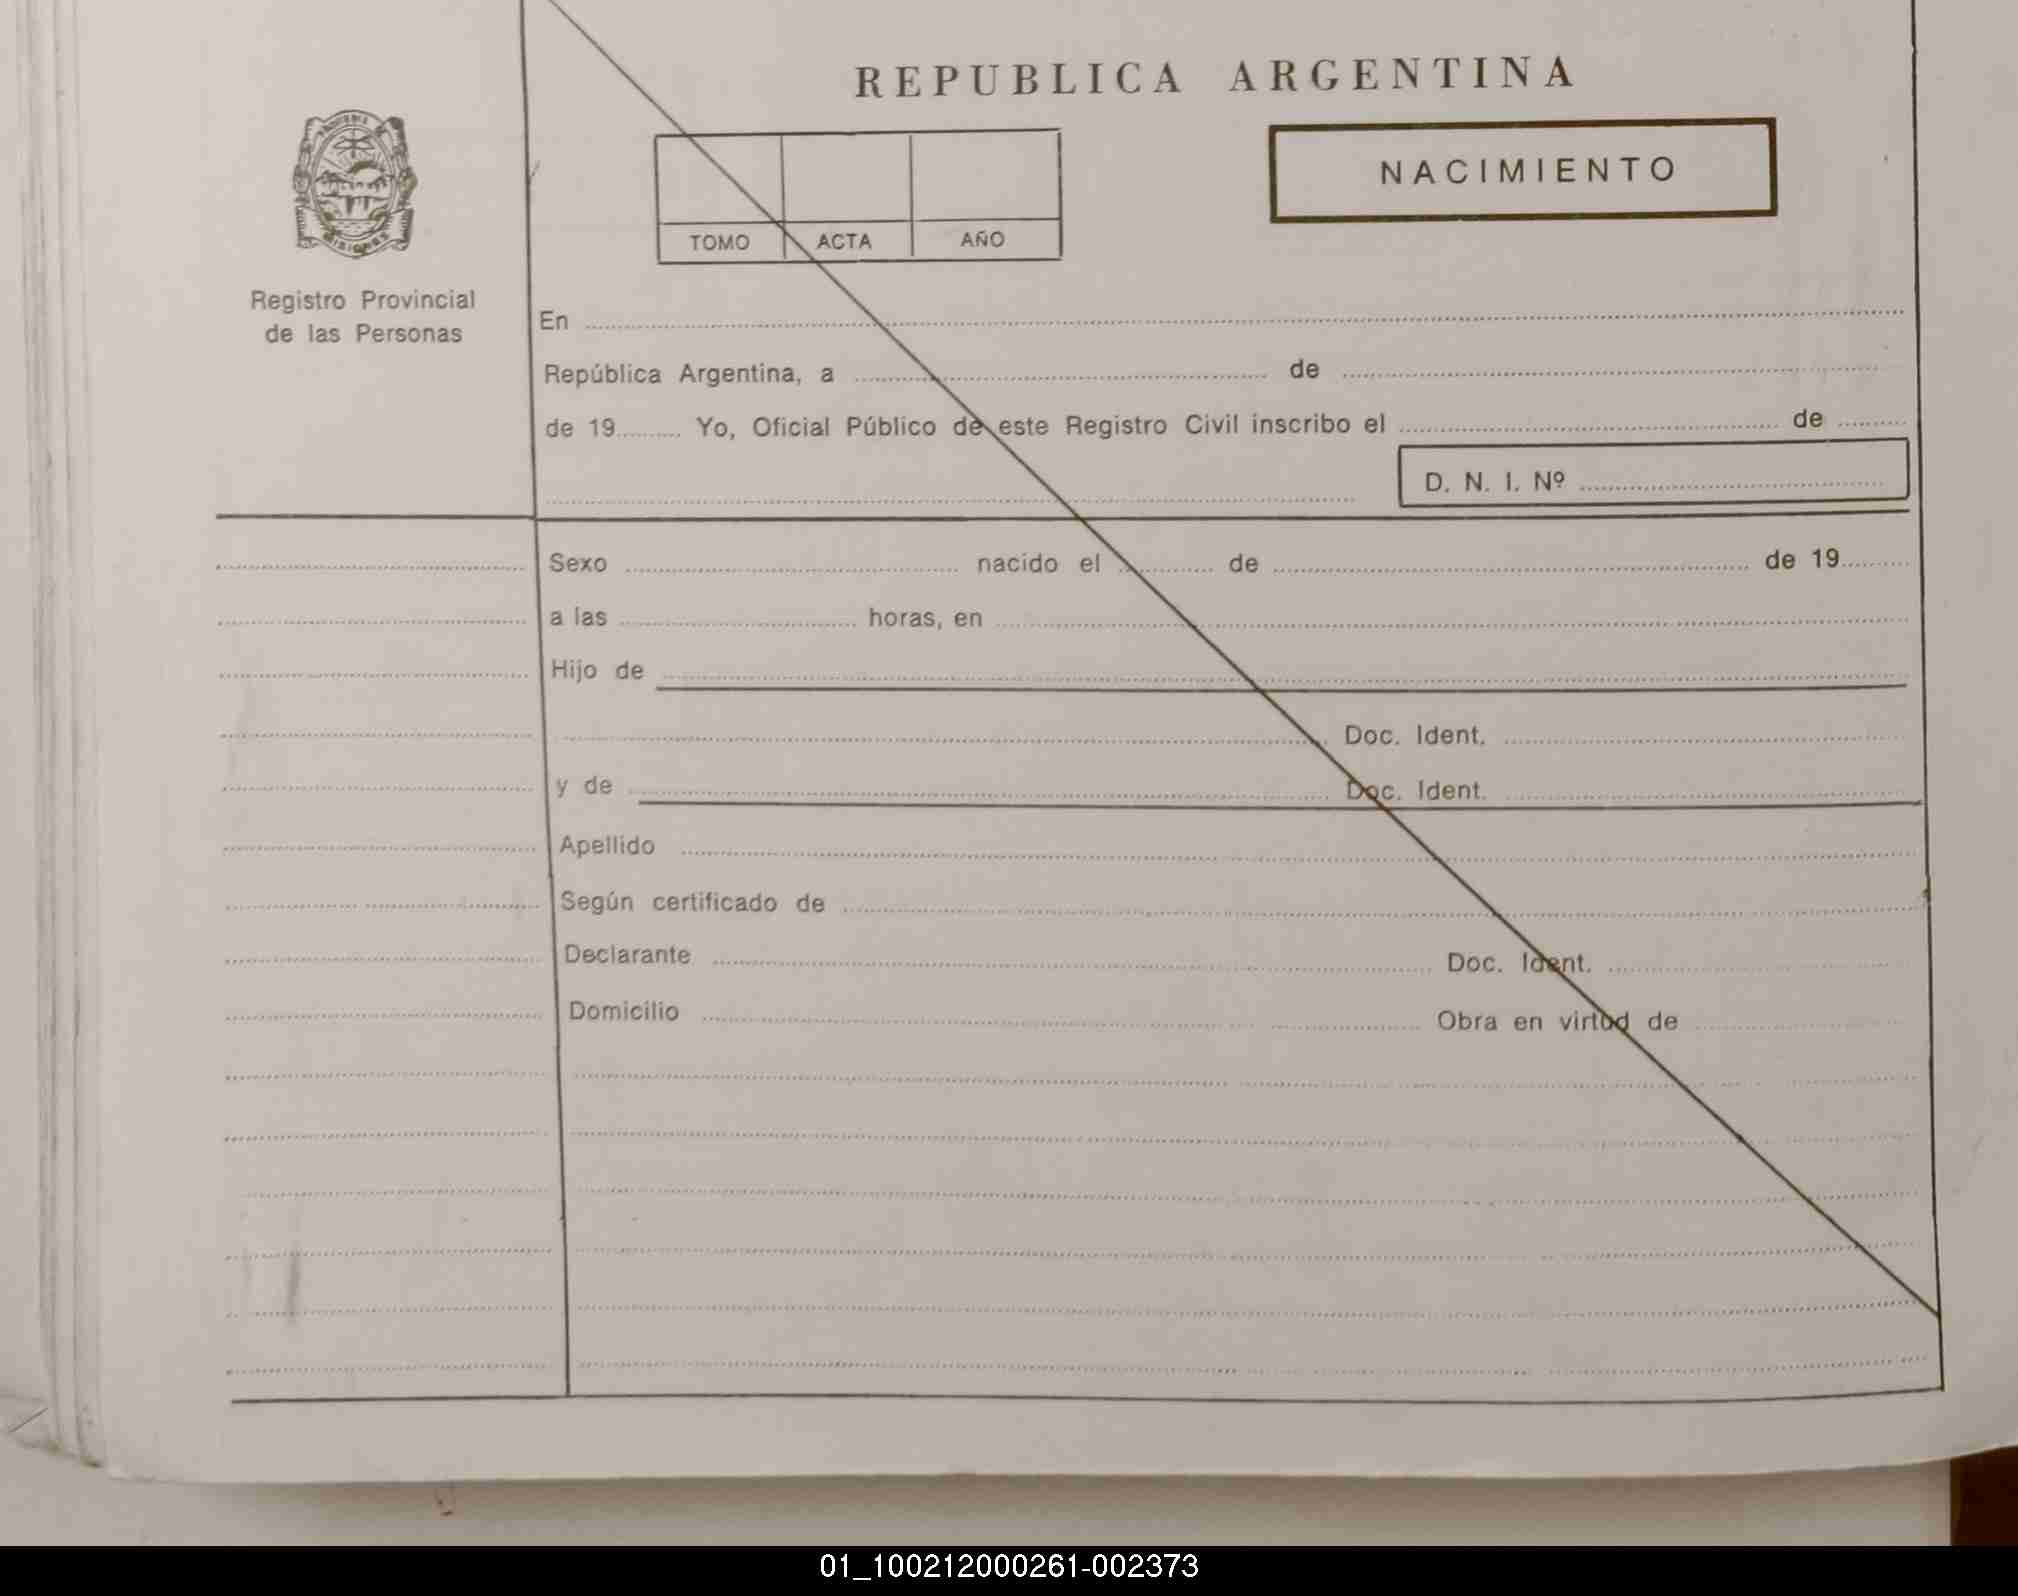 REPUBLICA ARGENTINA
MISIONES
Registro Provincial
de las Personas
TOMO ACTA AÑO
NACIMIENTO
En
República Argentina, a de
de 19 Yo, Oficial Público de este Registro Civil inscribo el de
D. N. I. Nº
Sexo nacido el de de 19
a las horas, en
Hijo de
Doc. Ident.
y de Doc. Ident.
Apellido
Según certificado de
Declarante Doc. Ident.
Domicilio Obra en virtud de
01_100212000261-002373